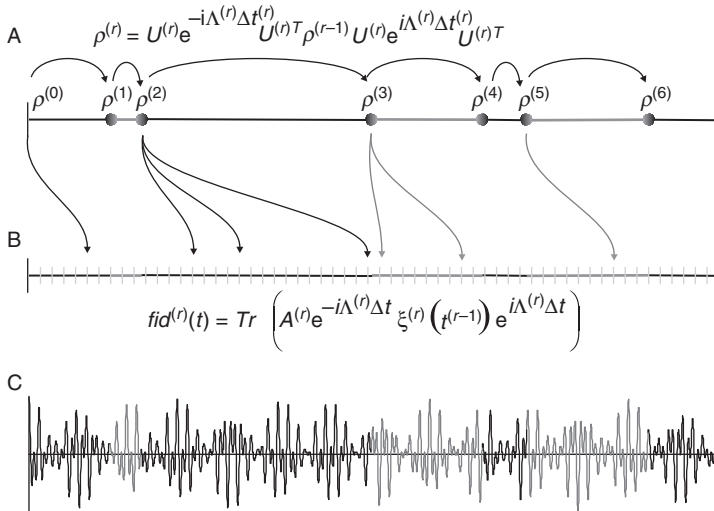 A
ρ^(r) = U^(r) e^{-iΛ^(r)Δt^(r)} U^(r)T ρ^(r-1) U^(r) e^{iΛ^(r)Δt^(r)} U^(r)T
ρ^(0) ρ^(1) ρ^(2) ρ^(3) ρ^(4) ρ^(5) ρ^(6)
B
fid^(r)(t) = Tr (A^(r) e^{-iΛ^(r)Δt} ξ^(r) (t^(r-1)) e^{iΛ^(r)Δt})
C